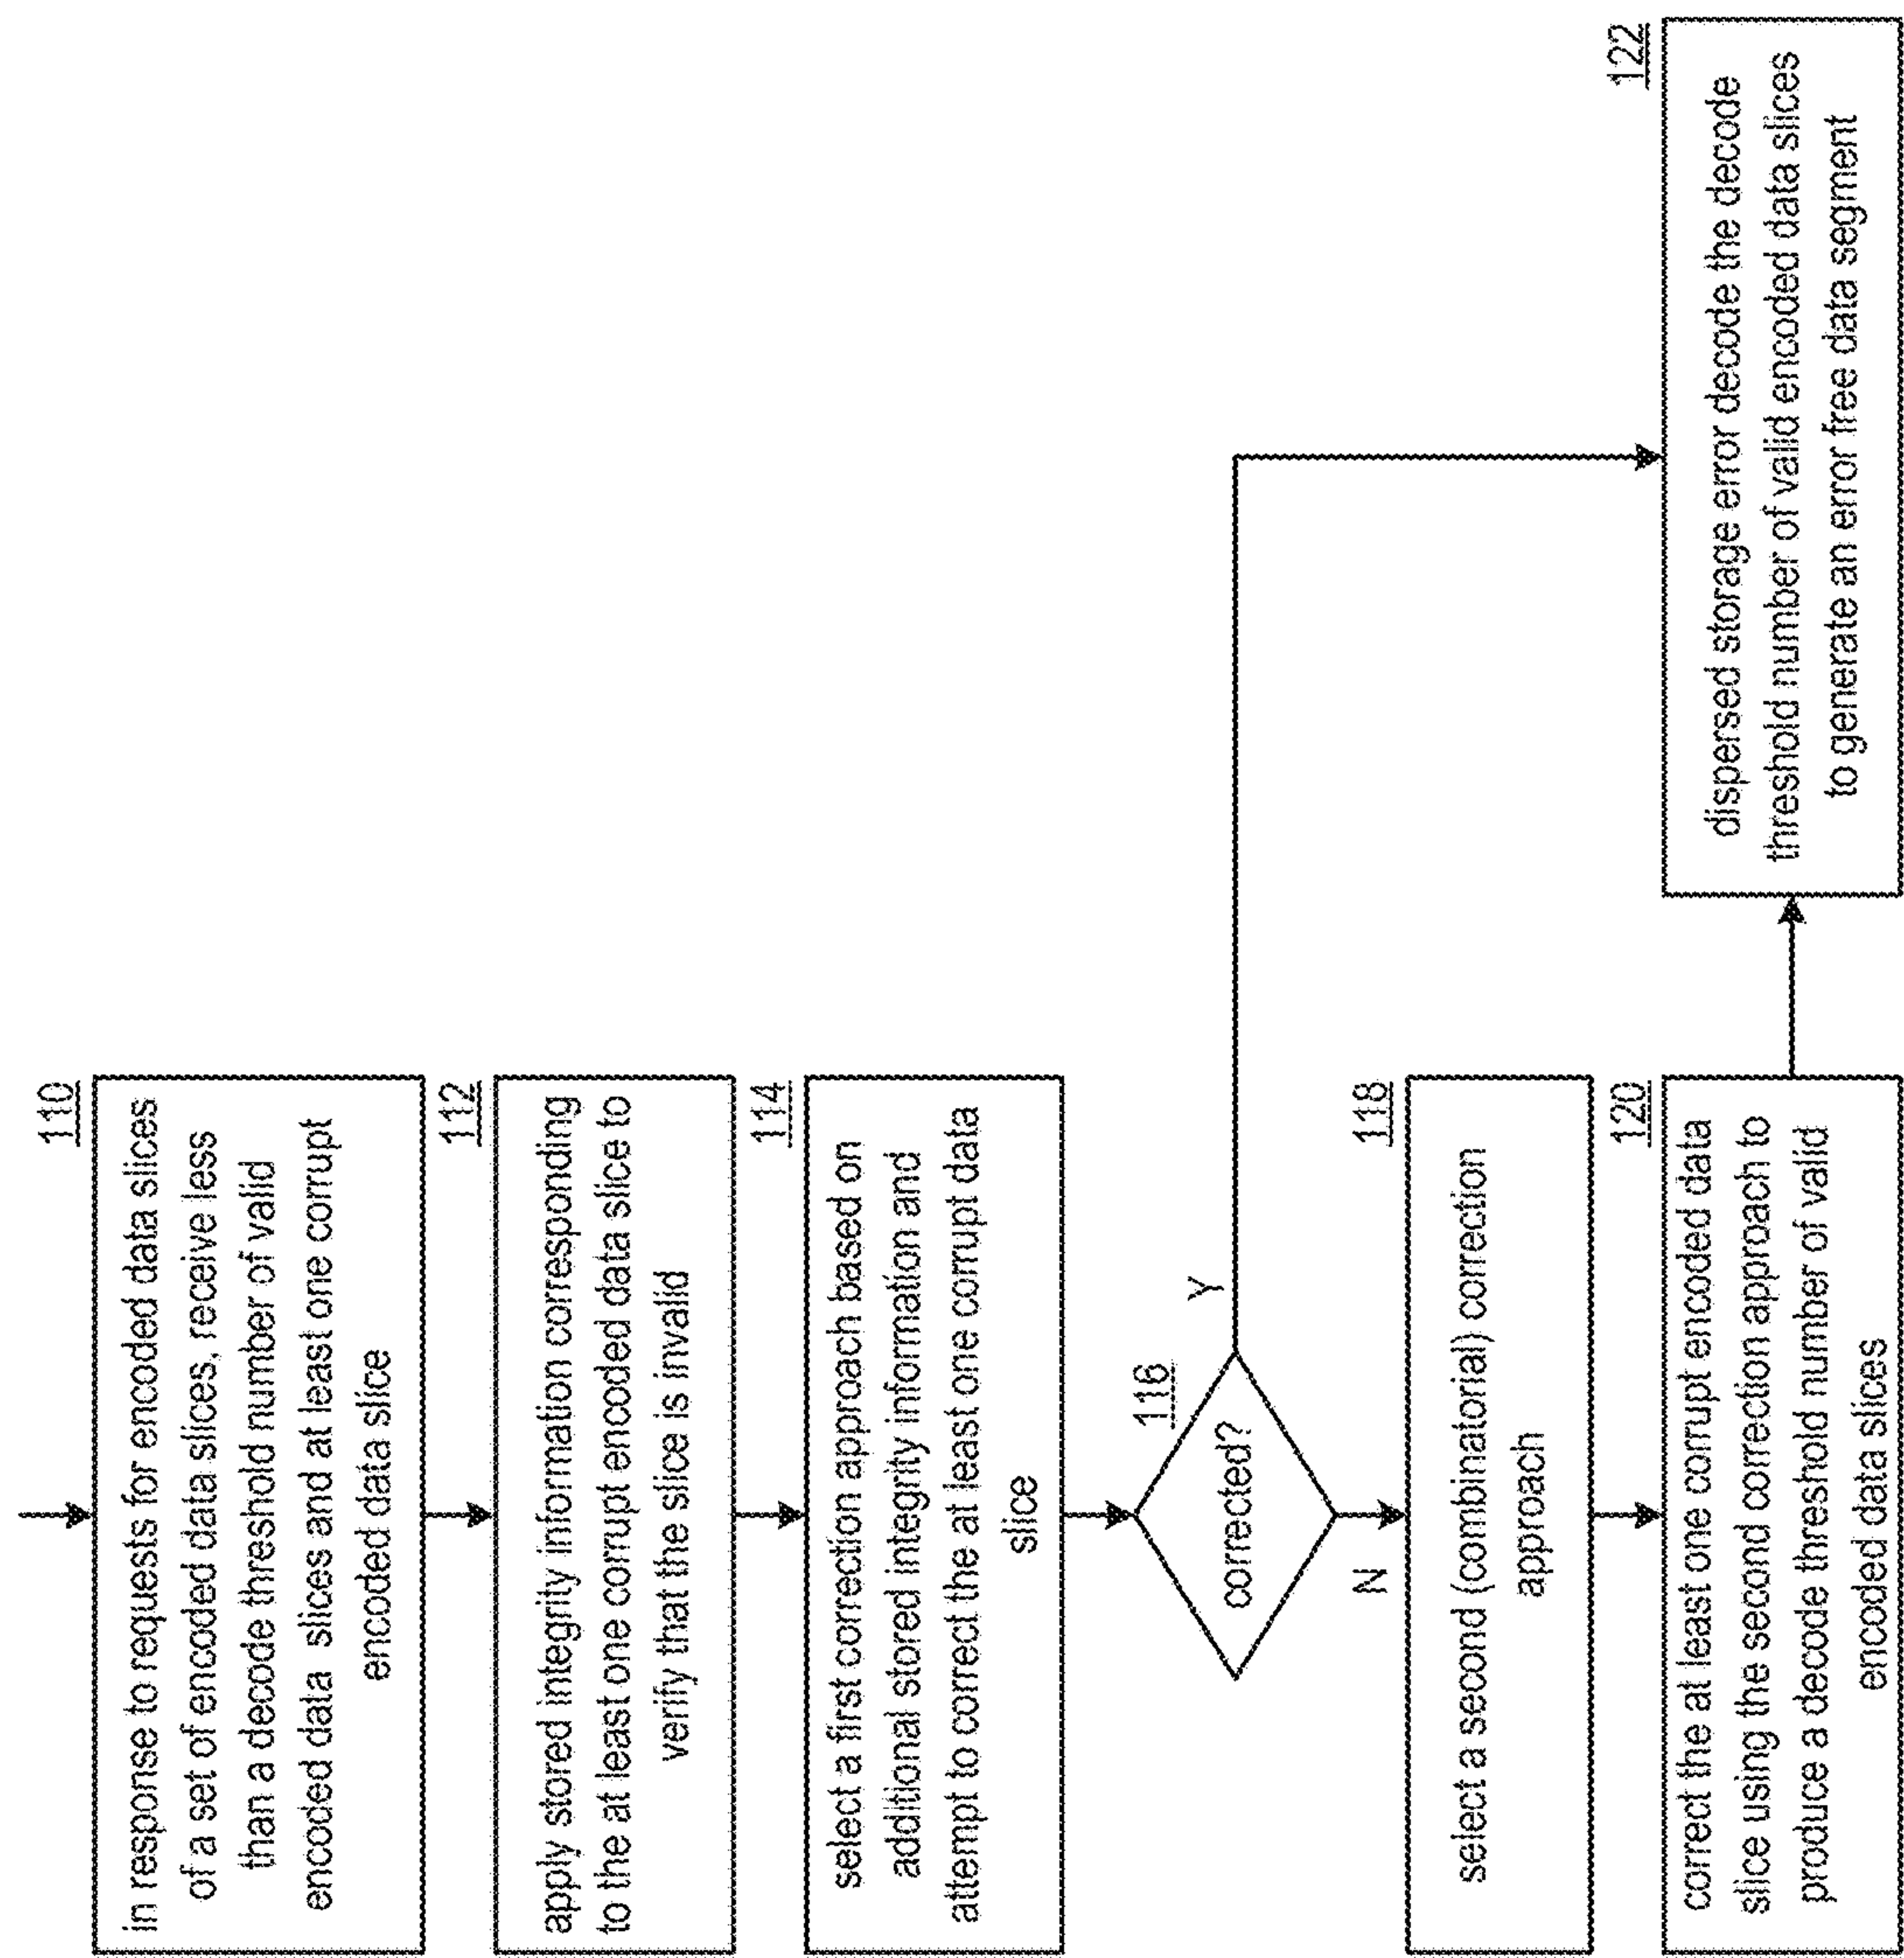 110
in response to requests for encoded data slices
of a set of encoded data slices, receive less
than a decode threshold number of valid
encoded data slices and at least one corrupt
encoded data slice
112
apply stored integrity information corresponding
to the at least one corrupt encoded data slice to
verify that the slice is invalid
114
select a first correction approach based on
additional stored integrity information and
attempt to correct the at least one corrupt data
slice
116
corrected?
Y
N
118
select a second (combinatorial) correction
approach
120
correct the at least one corrupt encoded data
slice using the second correction approach to
produce a decode threshold number of valid
encoded data slices
122
dispersed storage error decode the decode
threshold number of valid encoded data slices
to generate an error free data segment